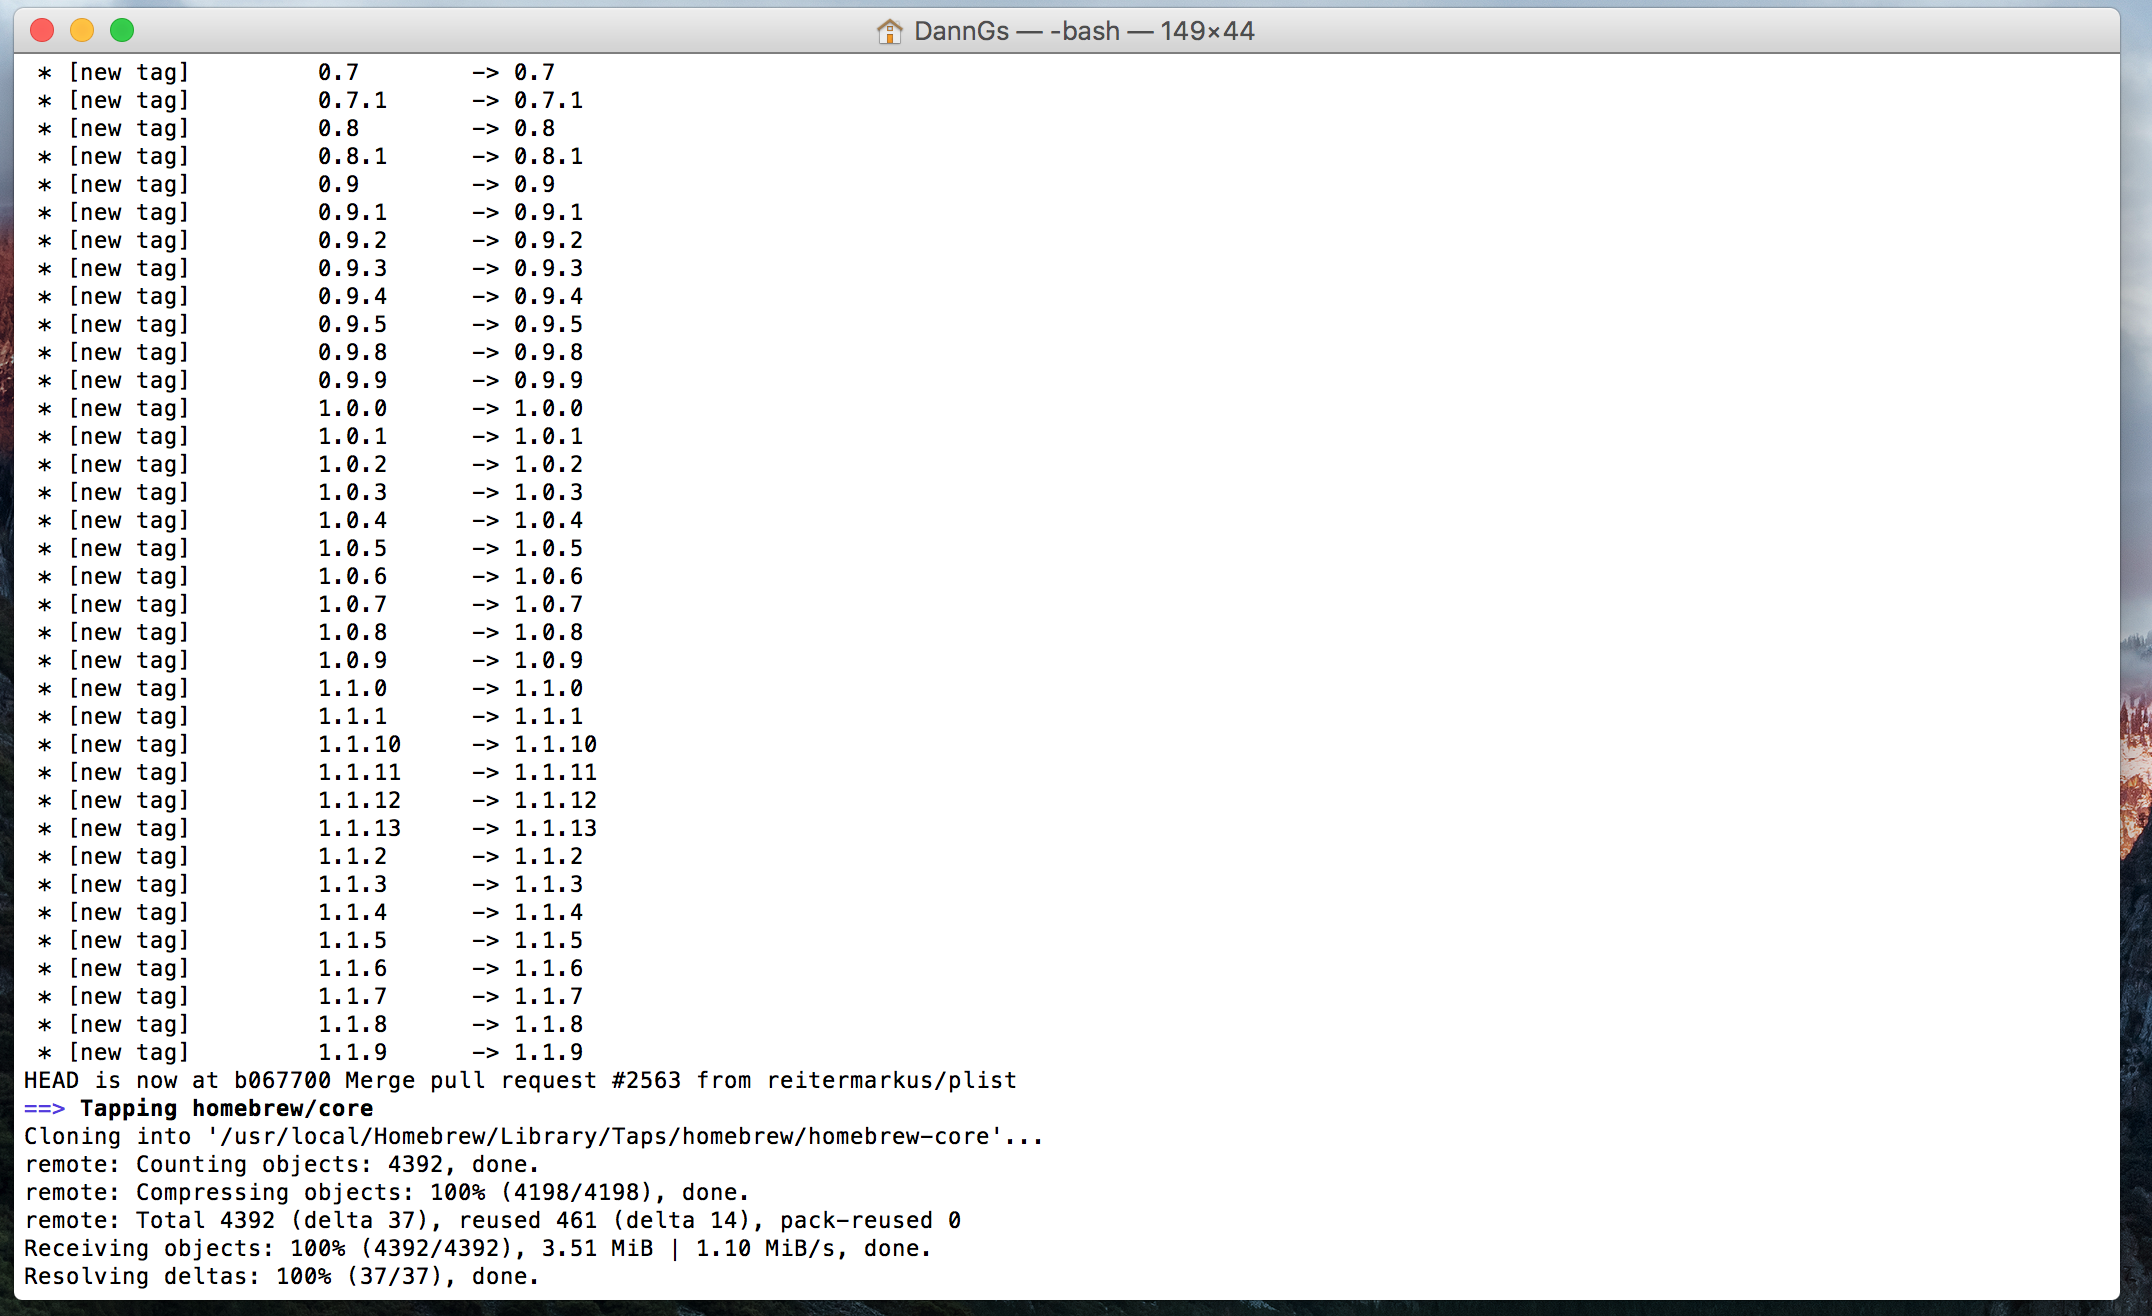 DannGs — -bash — 149×44
* [new tag]         0.7        -> 0.7
* [new tag]         0.7.1      -> 0.7.1
* [new tag]         0.8        -> 0.8
* [new tag]         0.8.1      -> 0.8.1
* [new tag]         0.9        -> 0.9
* [new tag]         0.9.1      -> 0.9.1
* [new tag]         0.9.2      -> 0.9.2
* [new tag]         0.9.3      -> 0.9.3
* [new tag]         0.9.4      -> 0.9.4
* [new tag]         0.9.5      -> 0.9.5
* [new tag]         0.9.8      -> 0.9.8
* [new tag]         0.9.9      -> 0.9.9
* [new tag]         1.0.0      -> 1.0.0
* [new tag]         1.0.1      -> 1.0.1
* [new tag]         1.0.2      -> 1.0.2
* [new tag]         1.0.3      -> 1.0.3
* [new tag]         1.0.4      -> 1.0.4
* [new tag]         1.0.5      -> 1.0.5
* [new tag]         1.0.6      -> 1.0.6
* [new tag]         1.0.7      -> 1.0.7
* [new tag]         1.0.8      -> 1.0.8
* [new tag]         1.0.9      -> 1.0.9
* [new tag]         1.1.0      -> 1.1.0
* [new tag]         1.1.1      -> 1.1.1
* [new tag]         1.1.10     -> 1.1.10
* [new tag]         1.1.11     -> 1.1.11
* [new tag]         1.1.12     -> 1.1.12
* [new tag]         1.1.13     -> 1.1.13
* [new tag]         1.1.2      -> 1.1.2
* [new tag]         1.1.3      -> 1.1.3
* [new tag]         1.1.4      -> 1.1.4
* [new tag]         1.1.5      -> 1.1.5
* [new tag]         1.1.6      -> 1.1.6
* [new tag]         1.1.7      -> 1.1.7
* [new tag]         1.1.8      -> 1.1.8
* [new tag]         1.1.9      -> 1.1.9
HEAD is now at b067700 Merge pull request #2563 from reitermarkus/plist
==> Tapping homebrew/core
Cloning into '/usr/local/Homebrew/Library/Taps/homebrew/homebrew-core'...
remote: Counting objects: 4392, done.
remote: Compressing objects: 100% (4198/4198), done.
remote: Total 4392 (delta 37), reused 461 (delta 14), pack-reused 0
Receiving objects: 100% (4392/4392), 3.51 MiB | 1.10 MiB/s, done.
Resolving deltas: 100% (37/37), done.